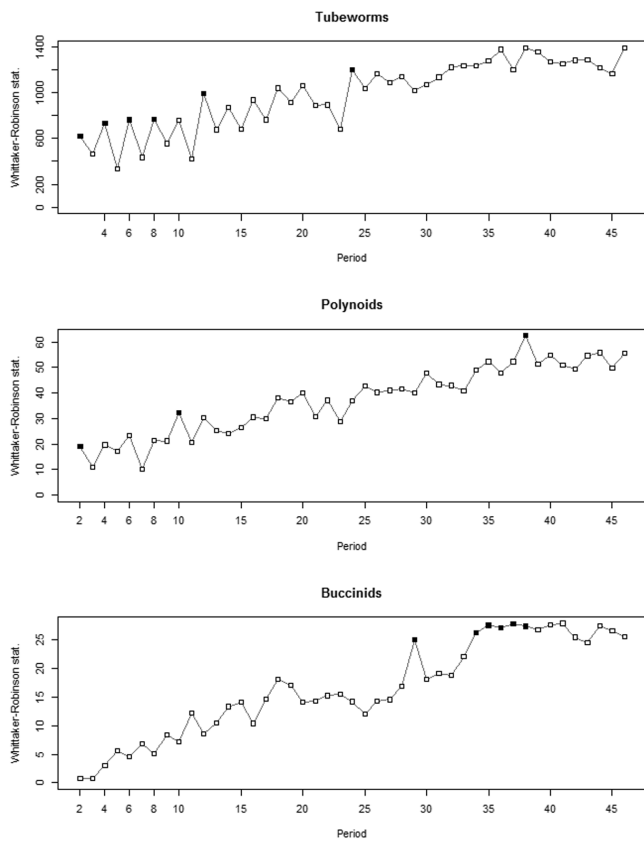 Tubeworms
Whittaker-Robinson stat.
1400
1000
600
200
0
4 6 8 10 15 20 25 30 35 40 45
Period
Polynoids
Whittaker-Robinson stat.
60
50
40
30
20
10
0
2 4 6 8 10 15 20 25 30 35 40 45
Period
Buccinids
Whittaker-Robinson stat.
25
20
15
10
5
0
2 4 6 8 10 15 20 25 30 35 40 45
Period